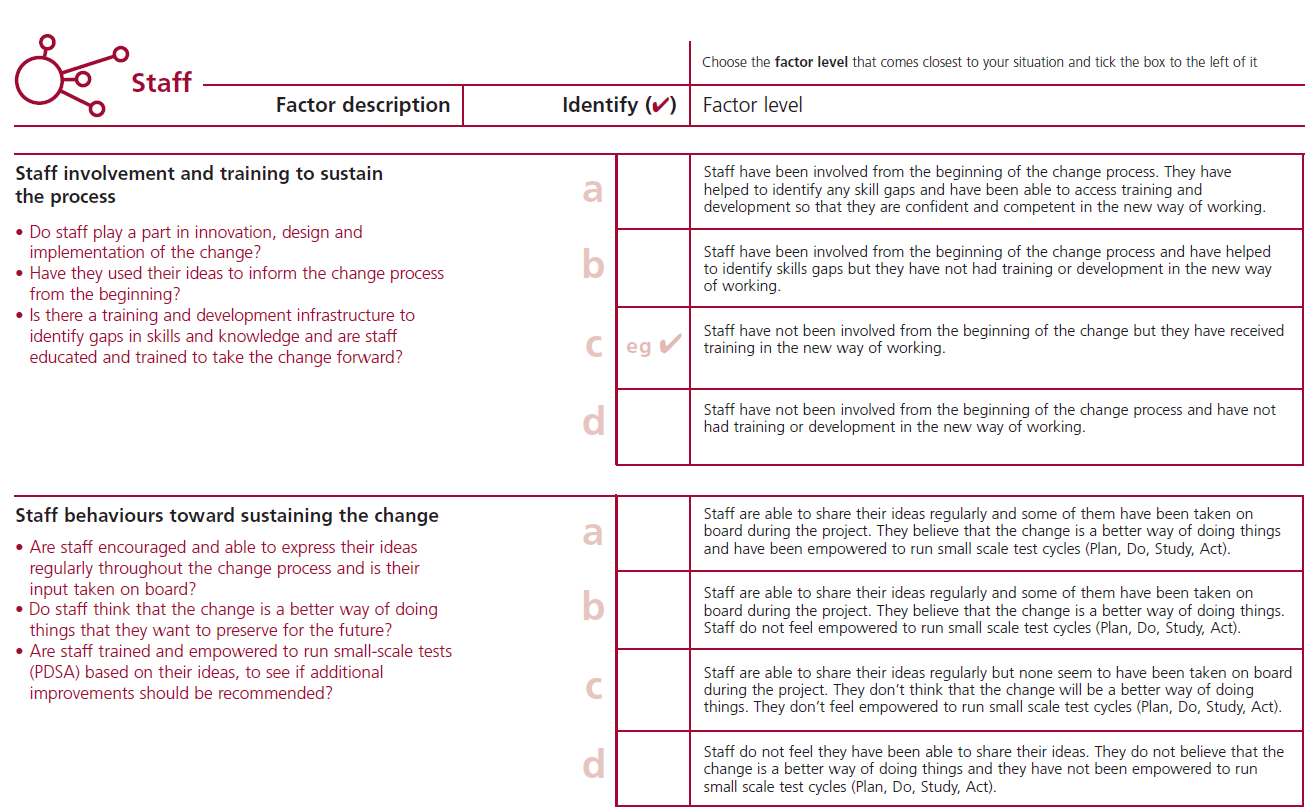 Staff
Choose the factor level that comes closest to your situation and tick the box to the left of it
Factor description
Identify (✔)
Factor level
Staff involvement and training to sustain
the process
• Do staff play a part in innovation, design and
implementation of the change?
• Have they used their ideas to inform the change process
from the beginning?
• Is there a training and development infrastructure to
identify gaps in skills and knowledge and are staff
educated and trained to take the change forward?
a
Staff have been involved from the beginning of the change process. They have
helped to identify any skill gaps and have been able to access training and
development so that they are confident and competent in the new way of working.
b
Staff have been involved from the beginning of the change process and have helped
to identify skills gaps but they have not had training or development in the new way
of working.
c
eg ✔
Staff have not been involved from the beginning of the change but they have received
training in the new way of working.
d
Staff have not been involved from the beginning of the change process and have not
had training or development in the new way of working.
Staff behaviours toward sustaining the change
• Are staff encouraged and able to express their ideas
regularly throughout the change process and is their
input taken on board?
• Do staff think that the change is a better way of doing
things that they want to preserve for the future?
• Are staff trained and empowered to run small-scale tests
(PDSA) based on their ideas, to see if additional
improvements should be recommended?
a
Staff are able to share their ideas regularly and some of them have been taken on
board during the project. They believe that the change is a better way of doing things
and have been empowered to run small scale test cycles (Plan, Do, Study, Act).
b
Staff are able to share their ideas regularly and some of them have been taken on
board during the project. They believe that the change is a better way of doing things.
Staff do not feel empowered to run small scale test cycles (Plan, Do, Study, Act).
c
Staff are able to share their ideas regularly but none seem to have been taken on board
during the project. They don’t think that the change will be a better way of doing
things. They don’t feel empowered to run small scale test cycles (Plan, Do, Study, Act).
d
Staff do not feel they have been able to share their ideas. They do not believe that the
change is a better way of doing things and they have not been empowered to run
small scale test cycles (Plan, Do, Study, Act).